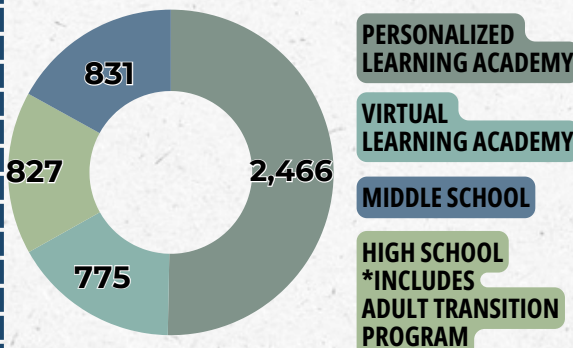 831
827
2,466
775
PERSONALIZED
LEARNING ACADEMY
VIRTUAL
LEARNING ACADEMY
MIDDLE SCHOOL
HIGH SCHOOL
*INCLUDES
ADULT TRANSITION
PROGRAM